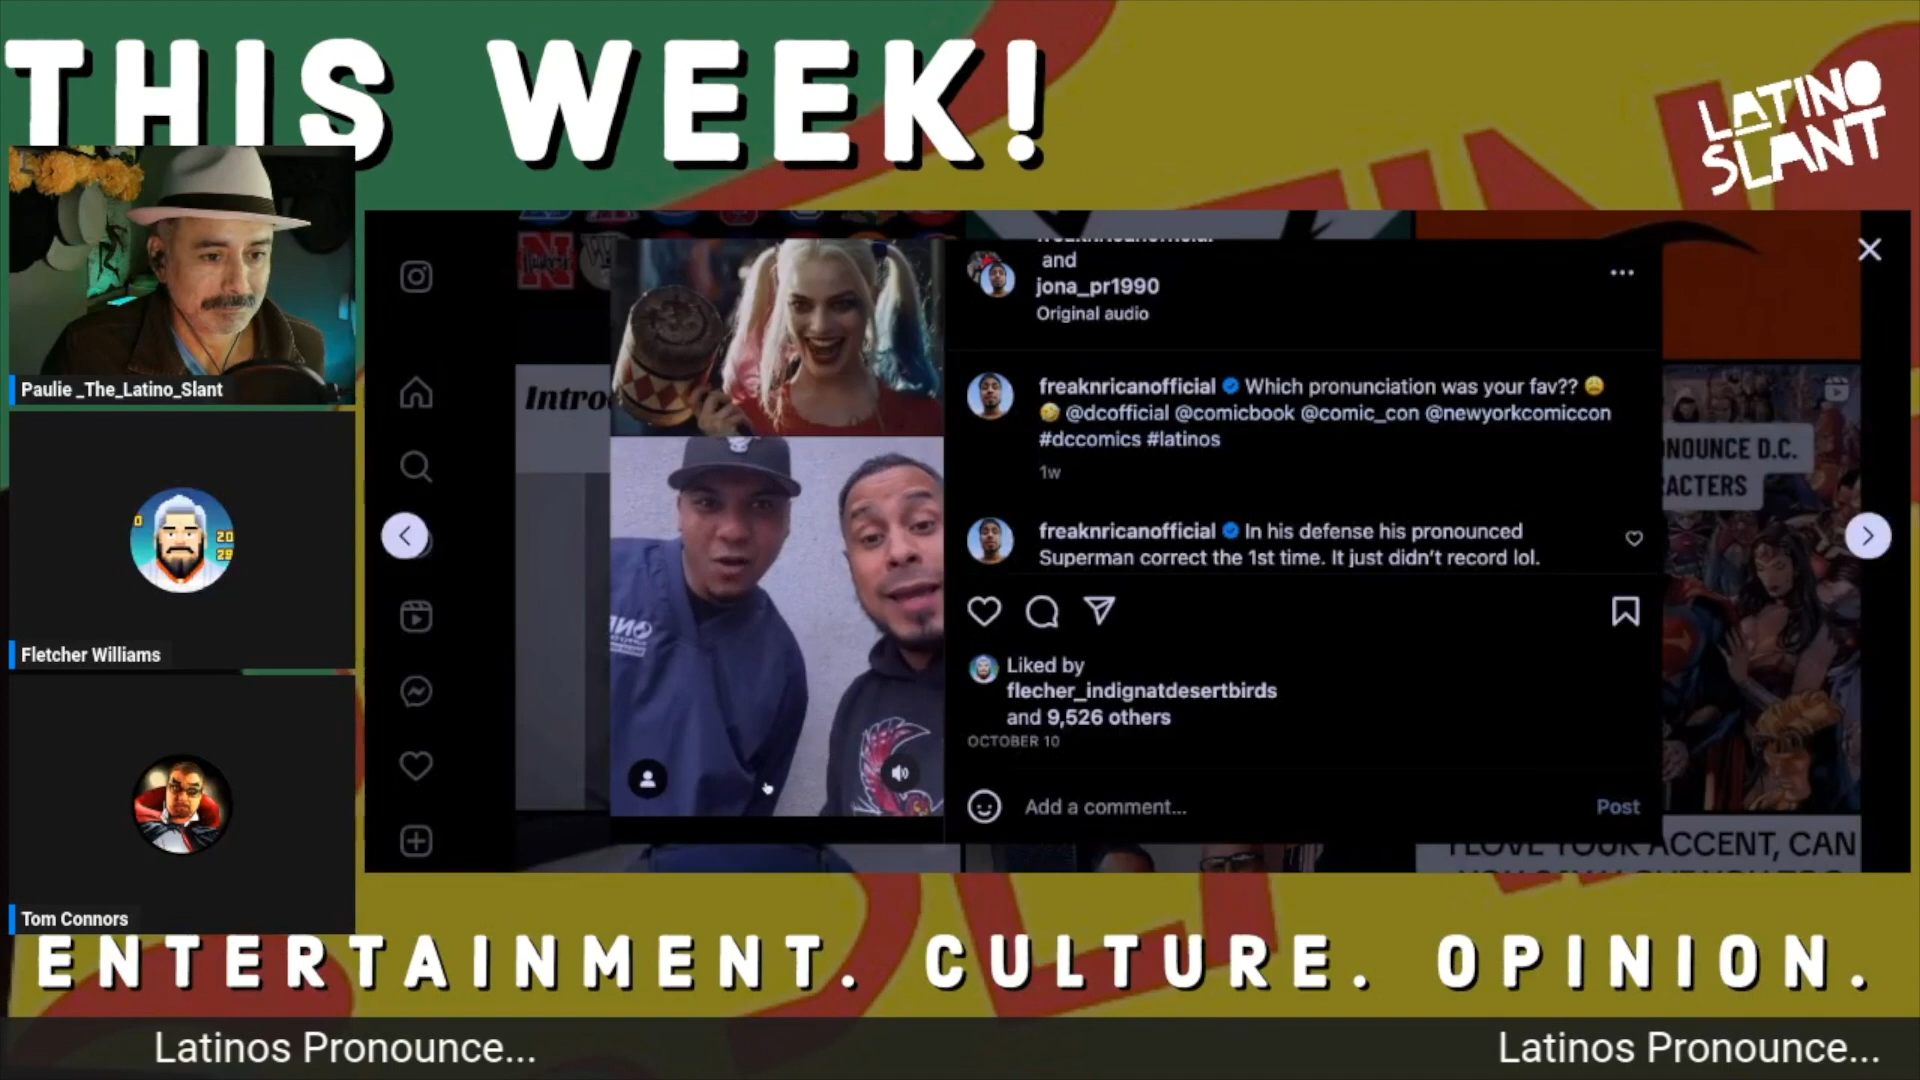 THIS WEEK!
LATINO
SLANT
Paulie _The_Latino_Slant
Fletcher Williams
Tom Connors
Intro
and
jona_pr1990
Original audio
freaknricanofficial Which pronunciation was your fav?? 😩
🤣 @dcofficial @comicbook @comic_con @newyorkcomiccon
#dccomics #latinos
1w
freaknricanofficial In his defense his pronounced
Superman correct the 1st time. It just didn't record lol.
Liked by
flecher_indignatdesertbirds
and 9,526 others
OCTOBER 10
Add a comment...
Post
NOUNCE D.C.
ACTERS
I LOVE YOUR ACCENT, CAN
ENTERTAINMENT. CULTURE. OPINION.
Latinos Pronounce...
Latinos Pronounce...